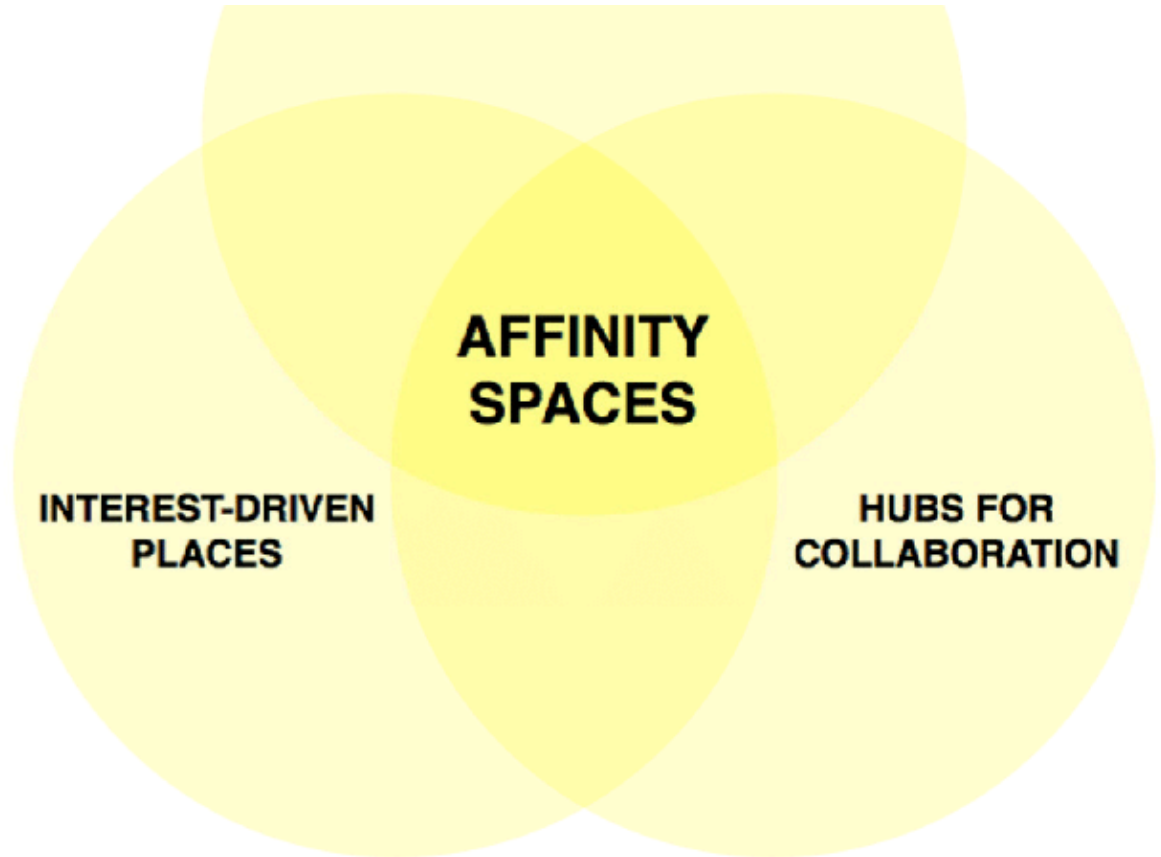 AFFINITY
SPACES
INTEREST-DRIVEN
PLACES
HUBS FOR
COLLABORATION